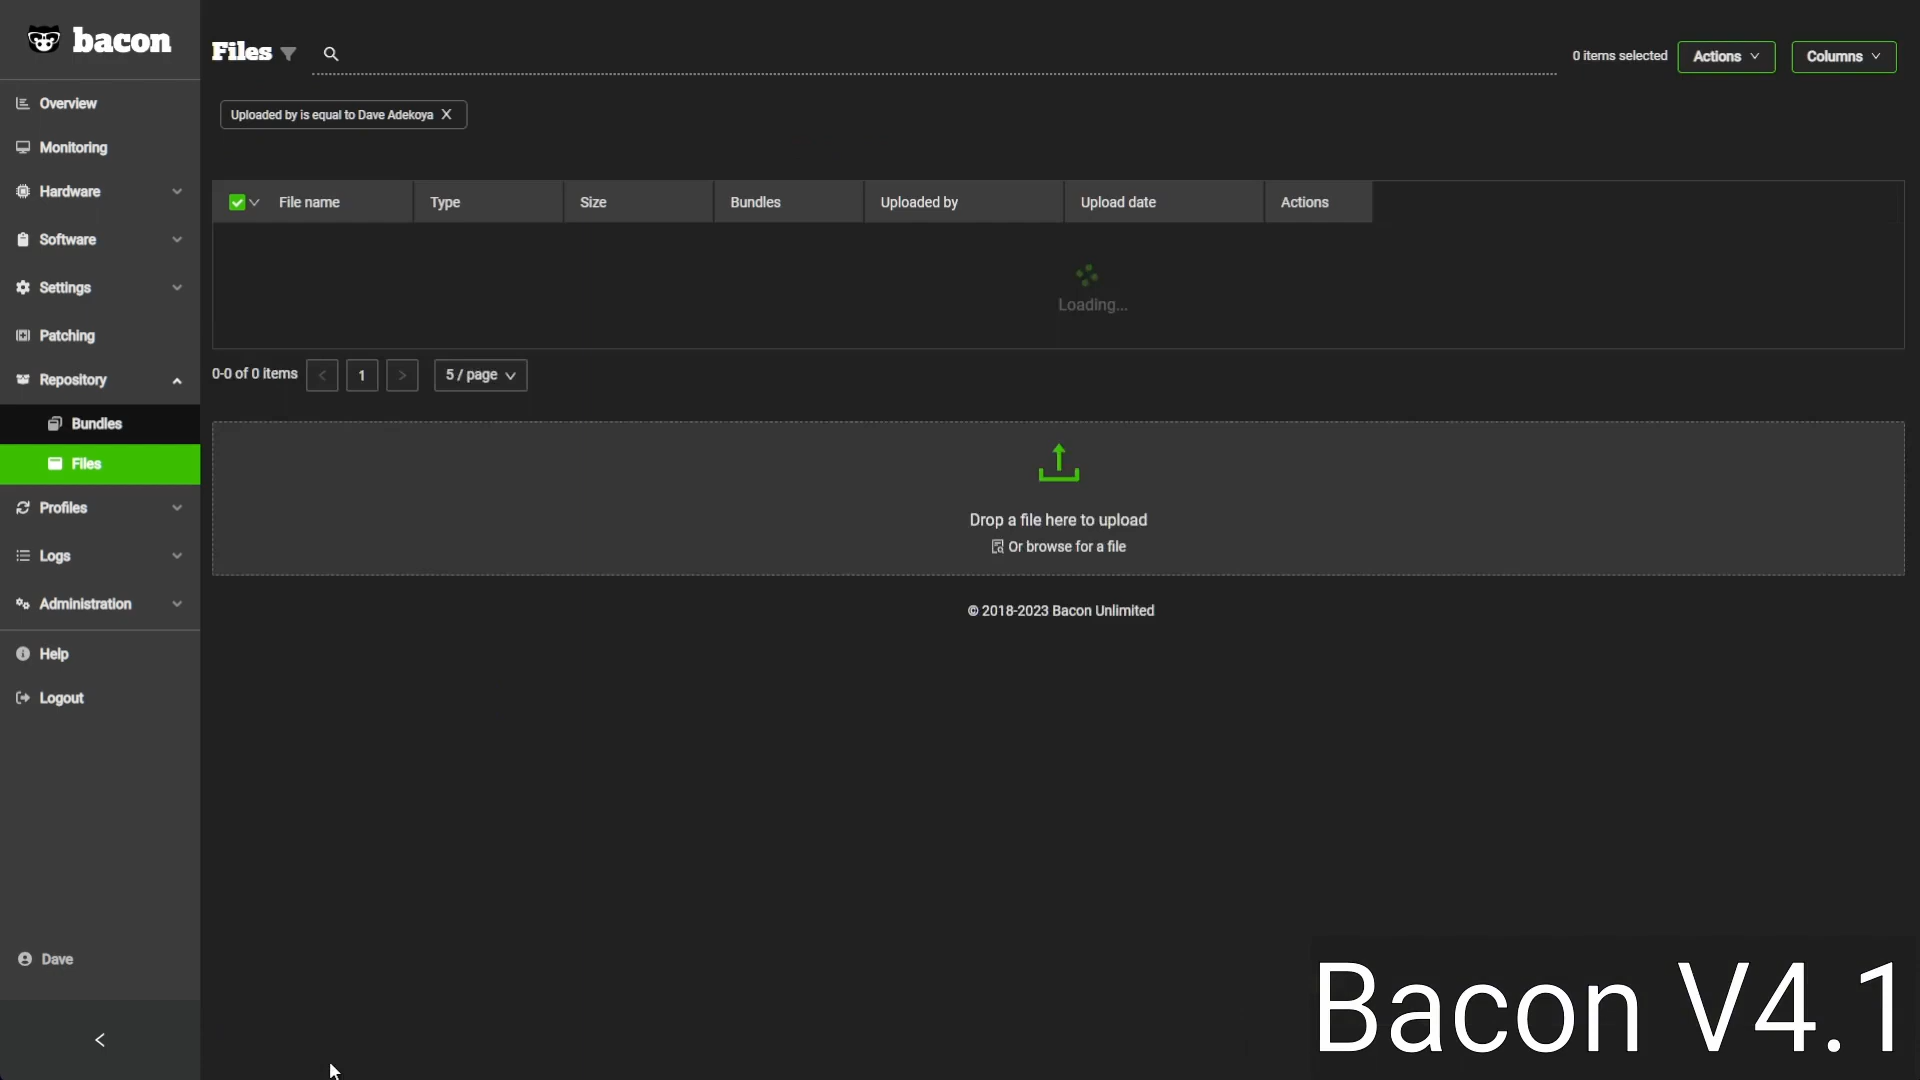 bacon
Files
0 items selected
Actions
Columns
Uploaded by is equal to Dave Adekoya X
Overview
Monitoring
Hardware
Software
Settings
Patching
Repository
Bundles
Files
Profiles
Logs
Administration
Help
Logout
Dave
<
File name Type Size Bundles Uploaded by Upload date Actions
Loading...
0-0 of 0 items < 1 > 5 / page
Drop a file here to upload
Or browse for a file
© 2018-2023 Bacon Unlimited
Bacon V4.1